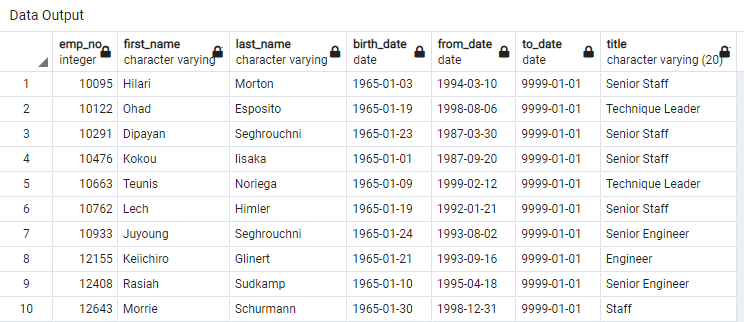 Data Output
emp_no first_name last_name birth_date from_date to_date title
integer character varying character varying date date date character varying (20)
1 10095 Hilari Morton 1965-01-03 1994-03-10 9999-01-01 Senior Staff
2 10122 Ohad Esposito 1965-01-19 1998-08-06 9999-01-01 Technique Leader
3 10291 Dipayan Seghrouchni 1965-01-23 1987-03-30 9999-01-01 Senior Staff
4 10476 Kokou Iisaka 1965-01-01 1987-09-20 9999-01-01 Senior Staff
5 10663 Teunis Noriega 1965-01-09 1999-02-12 9999-01-01 Technique Leader
6 10762 Lech Himler 1965-01-19 1992-01-21 9999-01-01 Senior Staff
7 10933 Juyoung Seghrouchni 1965-01-24 1993-08-02 9999-01-01 Senior Engineer
8 12155 Keiichiro Glinert 1965-01-21 1993-09-16 9999-01-01 Engineer
9 12408 Rasiah Sudkamp 1965-01-10 1995-04-18 9999-01-01 Senior Engineer
10 12643 Morrie Schurmann 1965-01-30 1998-12-31 9999-01-01 Staff